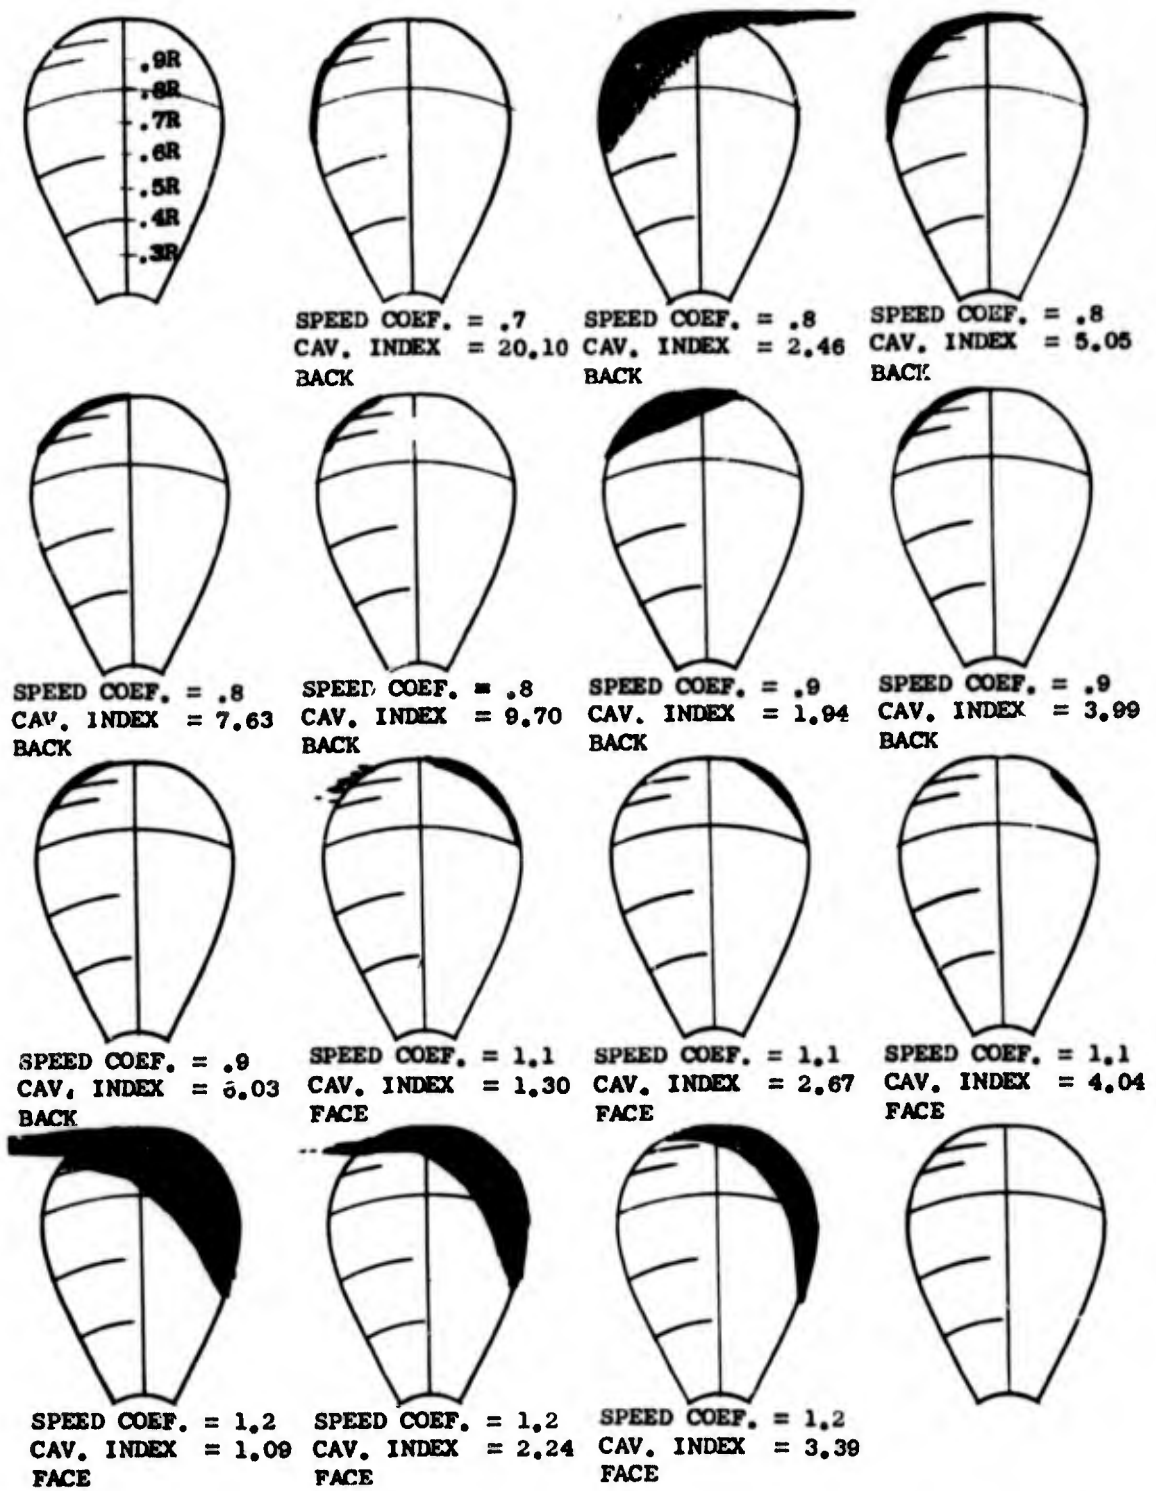 .9R
.8R
.7R
.6R
.5R
.4R
.3R
SPEED COEF. = .7
CAV. INDEX = 20.10
BACK
SPEED COEF. = .8
CAV. INDEX = 2.46
BACK
SPEED COEF. = .8
CAV. INDEX = 5.05
BACK
SPEED COEF. = .8
CAV. INDEX = 7.63
BACK
SPEED COEF. = .8
CAV. INDEX = 9.70
BACK
SPEED COEF. = .9
CAV. INDEX = 1.94
BACK
SPEED COEF. = .9
CAV. INDEX = 3.99
BACK
SPEED COEF. = .9
CAV. INDEX = 6.03
BACK
SPEED COEF. = 1.1
CAV. INDEX = 1.30
FACE
SPEED COEF. = 1.1
CAV. INDEX = 2.67
FACE
SPEED COEF. = 1.1
CAV. INDEX = 4.04
FACE
SPEED COEF. = 1.2
CAV. INDEX = 1.09
FACE
SPEED COEF. = 1.2
CAV. INDEX = 2.24
FACE
SPEED COEF. = 1.2
CAV. INDEX = 3.39
FACE